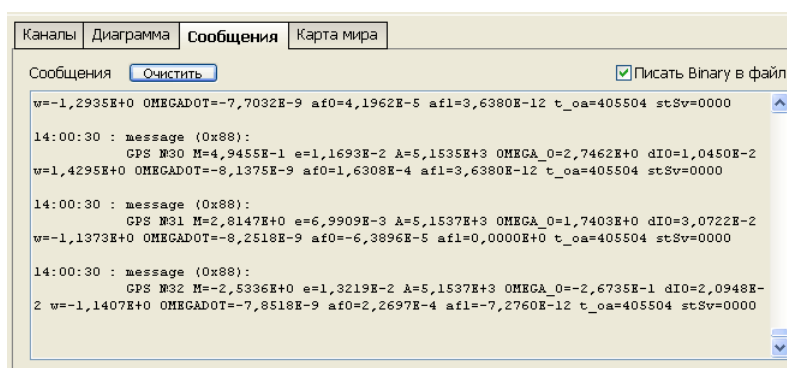 Каналы Диаграмма Сообщения Карта мира
Сообщения Очистить Писать Binary в файл
w=-1,2935E+0 OMEGADOT=-7,7032E-9 af0=4,1962E-5 af1=3,6380E-12 t_oa=405504 stSv=0000
14:00:30 : message (0x88):
GPS №30 M=4,9455E-1 e=1,1693E-2 A=5,1535E+3 OMEGA_0=2,7462E+0 dI0=1,0450E-2
w=1,4295E+0 OMEGADOT=-8,1375E-9 af0=1,6308E-4 af1=3,6380E-12 t_oa=405504 stSv=0000
14:00:30 : message (0x88):
GPS №31 M=2,8147E+0 e=6,9909E-3 A=5,1537E+3 OMEGA_0=1,7403E+0 dI0=3,0722E-2
w=-1,1373E+0 OMEGADOT=-8,2518E-9 af0=-6,3896E-5 af1=0,0000E+0 t_oa=405504 stSv=0000
14:00:30 : message (0x88):
GPS №32 M=-2,5336E+0 e=1,3219E-2 A=5,1537E+3 OMEGA_0=-2,6735E-1 dI0=2,0948E-
2 w=-1,1407E+0 OMEGADOT=-7,8518E-9 af0=2,2697E-4 af1=-7,2760E-12 t_oa=405504 stSv=0000